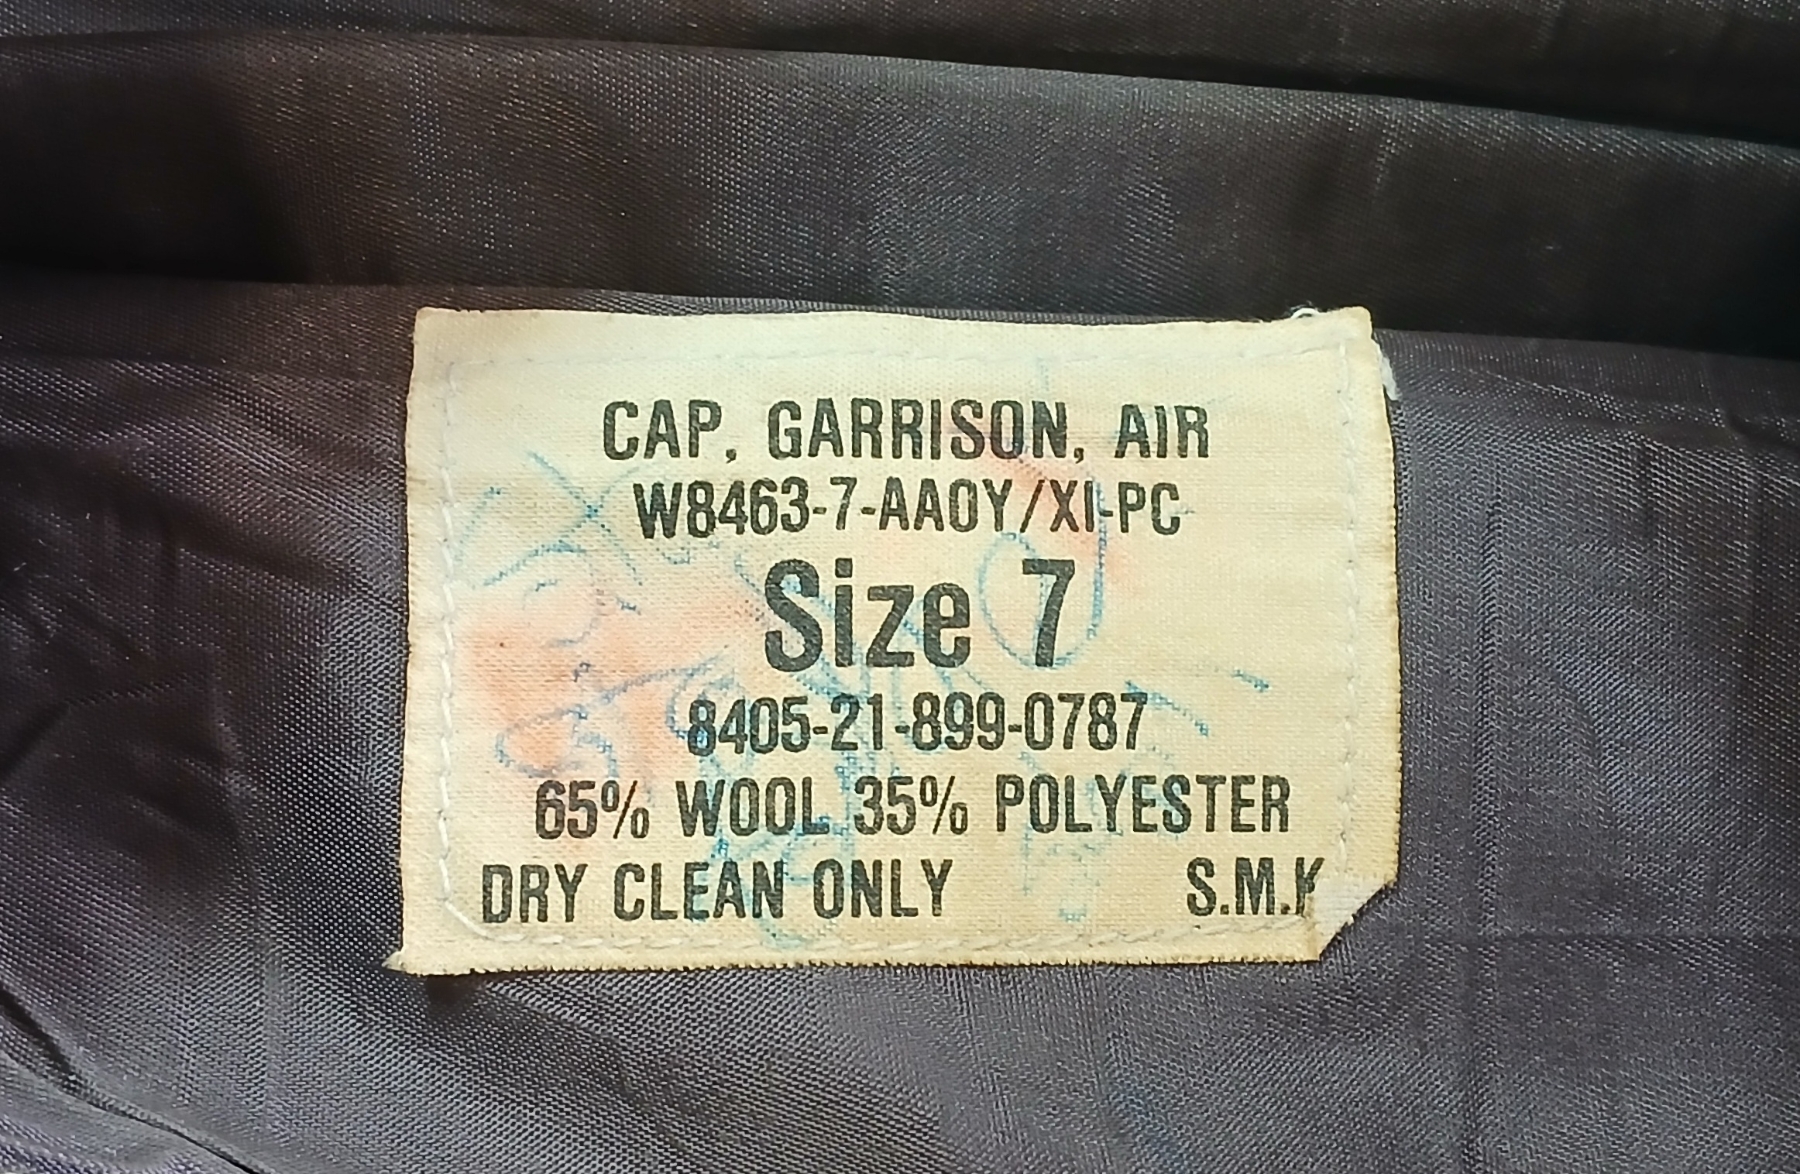 CAP, GARRISON, AIR
W8463-7-AA0Y/XI-PC
Size 7
8405-21-899-0787
65% WOOL 35% POLYESTER
DRY CLEAN ONLY S.M.K